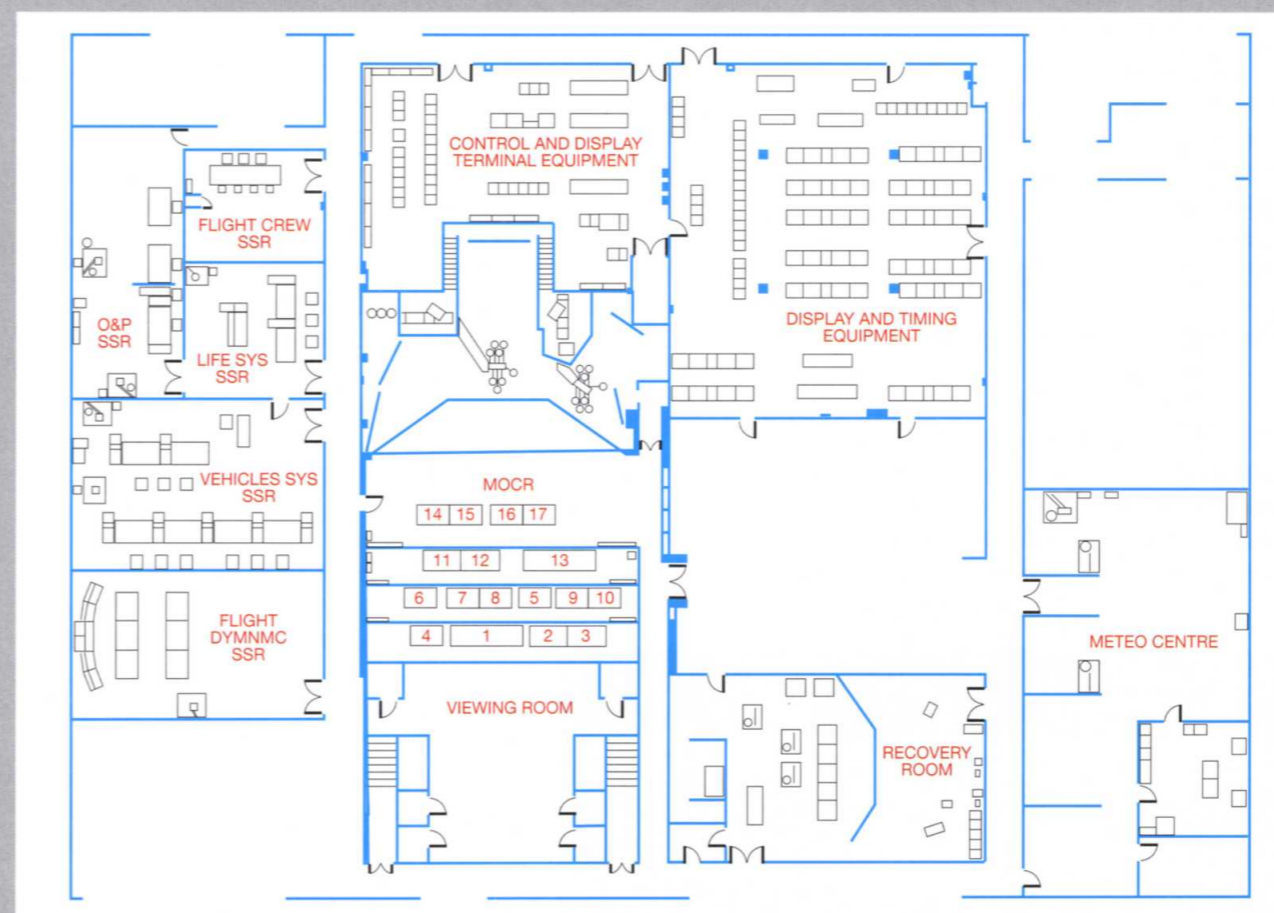 CONTROL AND DISPLAY
TERMINAL EQUIPMENT
FLIGHT CREW
SSR
O&P
SSR
LIFE SYS
SSR
DISPLAY AND TIMING
EQUIPMENT
VEHICLES SYS
SSR
MOCR
14 15 16 17
11 12 13
6 7 8 5 9 10
4 1 2 3
FLIGHT
DYMNMC
SSR
METEO CENTRE
VIEWING ROOM
RECOVERY
ROOM